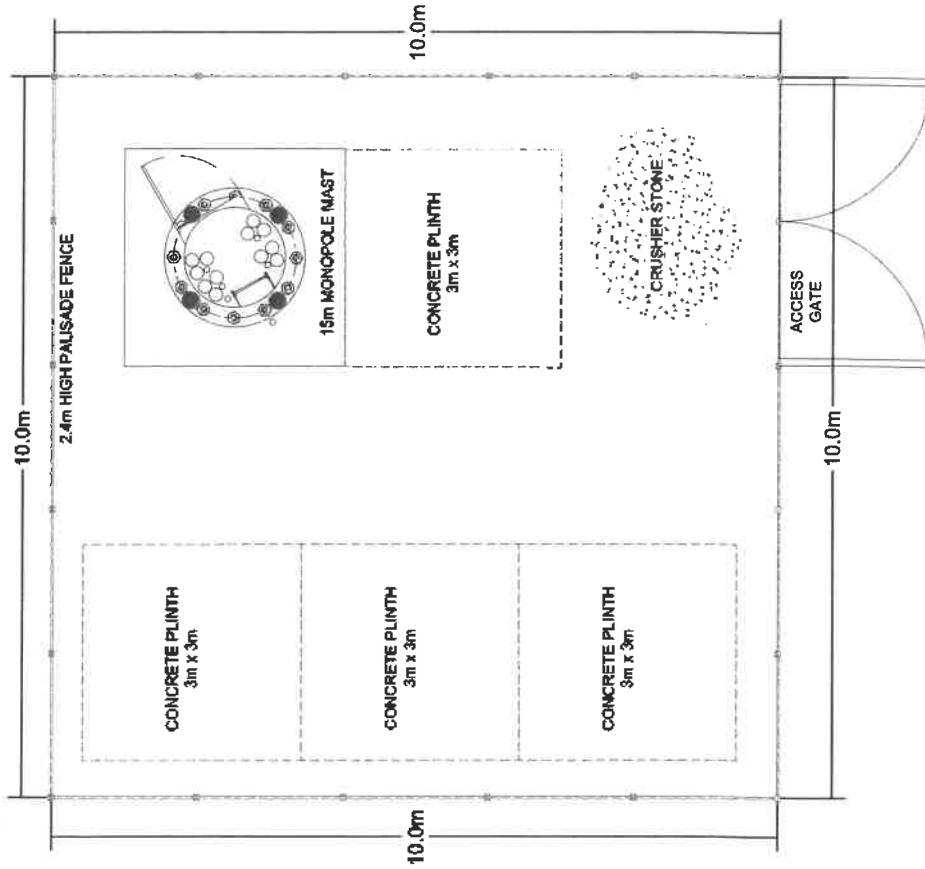 10.0m
10.0m
2.4m HIGH PALISADE FENCE
15m MONOPOLE MAST
CONCRETE PLINTH
3m x 3m
CRUSHER STONE
ACCESS
GATE
CONCRETE PLINTH
3m x 3m
CONCRETE PLINTH
3m x 3m
CONCRETE PLINTH
3m x 3m
10.0m
10.0m